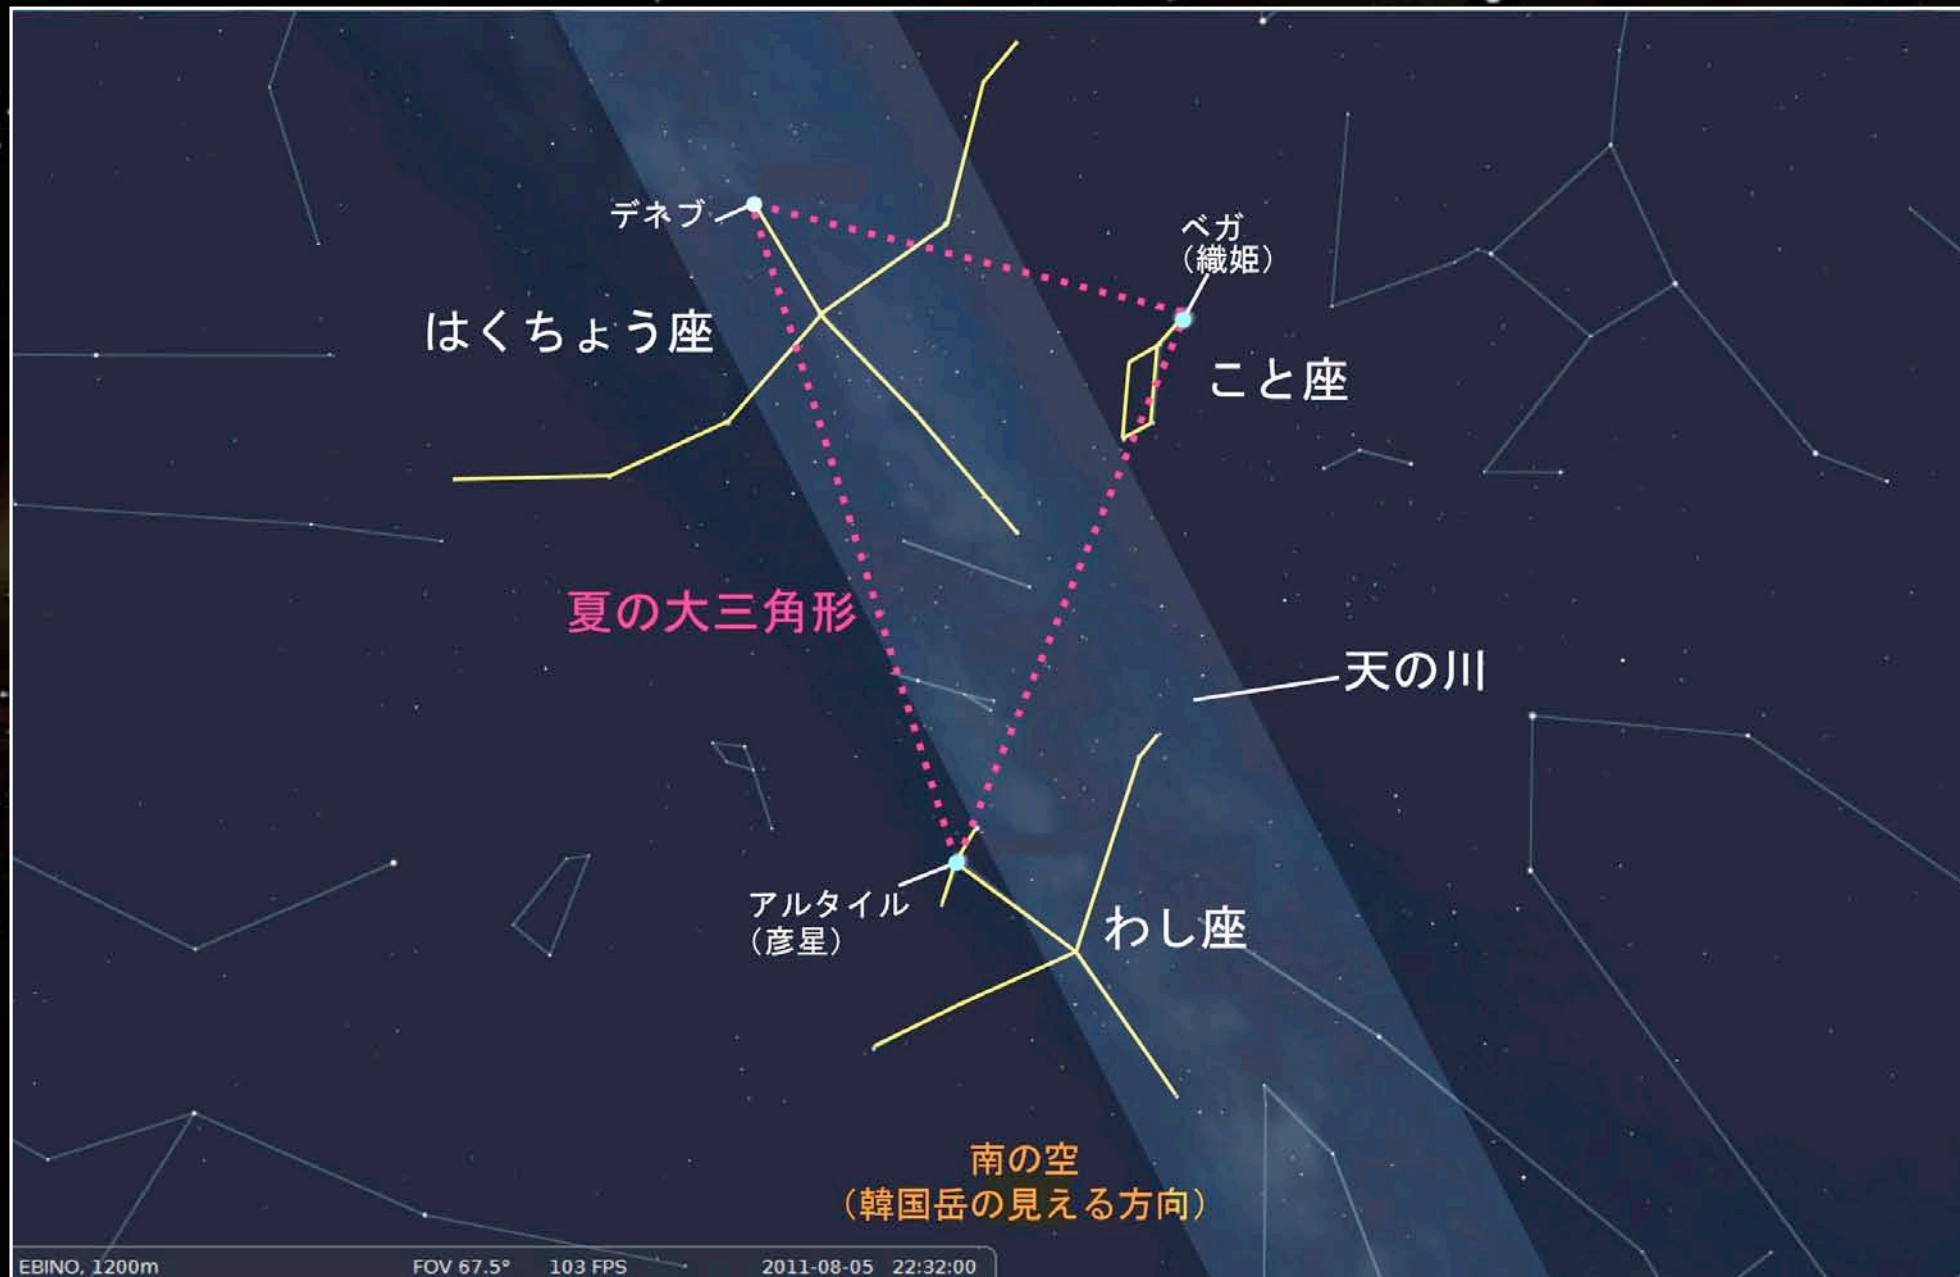 デネブ
ベガ
（織姫）
はくちょう座
こと座
夏の大三角形
天の川
アルタイル
（彦星）
わし座
南の空
（韓国岳の見える方向）
EBINO, 1200m FOV 67.5° 103 FPS 2011-08-05 22:32:00